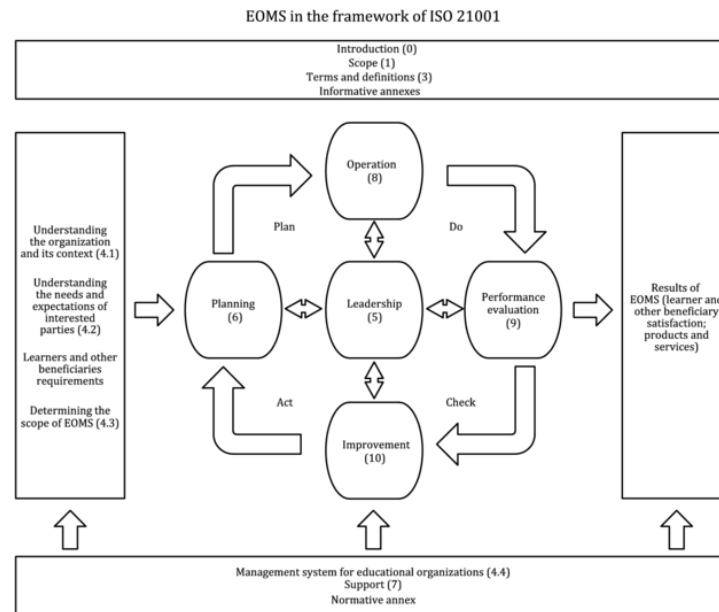 EOMS in the framework of ISO 21001
Introduction (0)
Scope (1)
Terms and definitions (3)
Informative annexes
Understanding
the organization
and its context (4.1)
Understanding
the needs and
expectations of
interested
parties (4.2)
Learners and other
beneficiaries
requirements
Determining the
scope of EOMS (4.3)
Operation
(8)
Plan
Do
Planning
(6)
Leadership
(5)
Performance
evaluation
(9)
Act
Check
Improvement
(10)
Results of
EOMS (learner and
other beneficiary
satisfaction;
products and
services)
Management system for educational organizations (4.4)
Support (7)
Normative annex